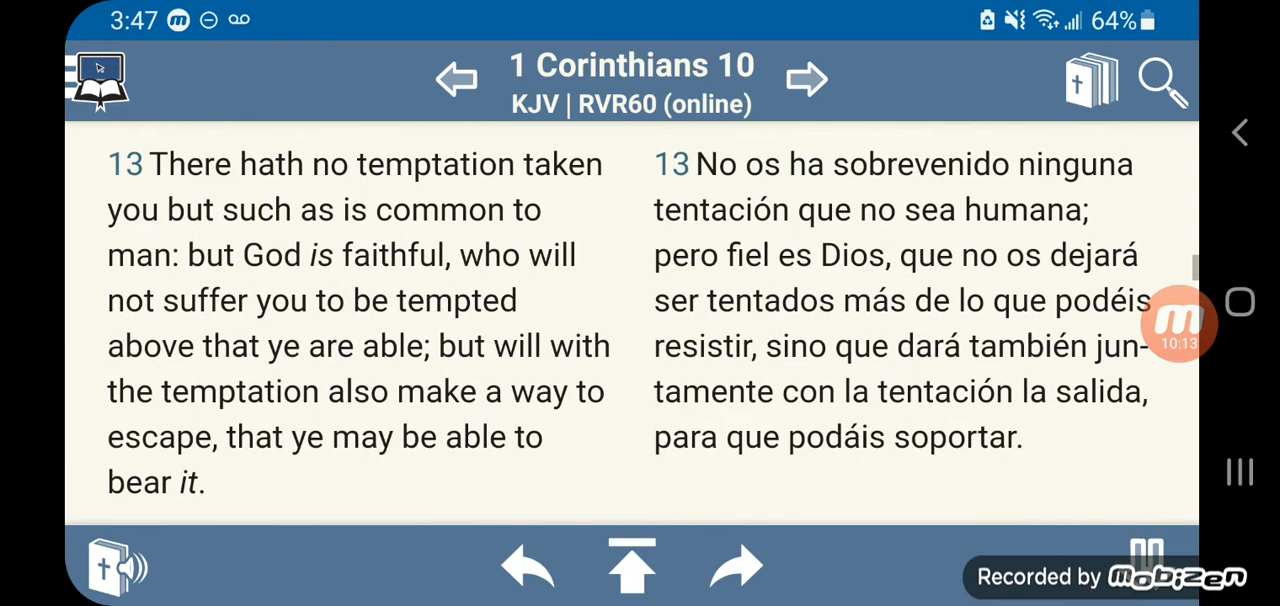 3:47
64%
1 Corinthians 10
KJV | RVR60 (online)
13 There hath no temptation taken
you but such as is common to
man: but God is faithful, who will
not suffer you to be tempted
above that ye are able; but will with
the temptation also make a way to
escape, that ye may be able to
bear it.
13 No os ha sobrevenido ninguna
tentación que no sea humana;
pero fiel es Dios, que no os dejará
ser tentados más de lo que podéis
resistir, sino que dará también jun-
tamente con la tentación la salida,
para que podáis soportar.
10:13
Recorded by Mobizen